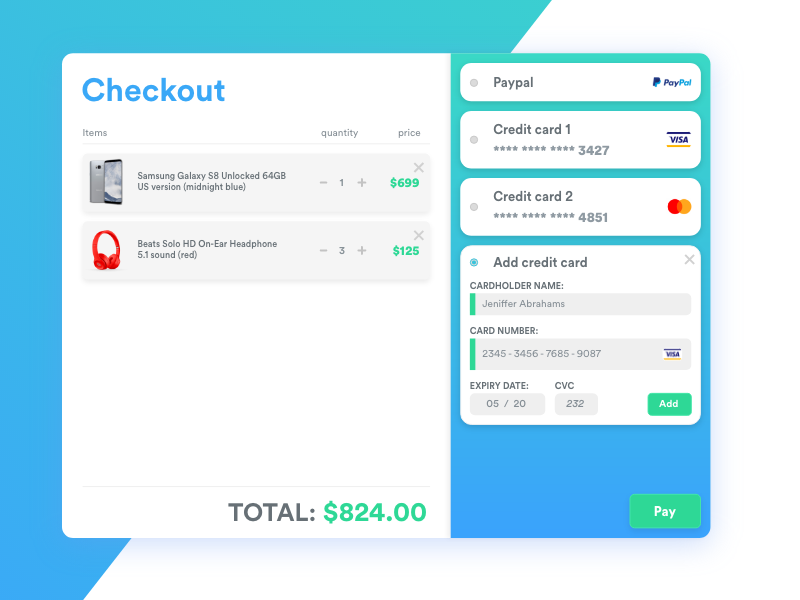 Checkout
Items quantity price
Samsung Galaxy S8 Unlocked 64GB
US version (midnight blue)
− 1 +
$699
Beats Solo HD On-Ear Headphone
5.1 sound (red)
− 3 +
$125
TOTAL: $824.00
Paypal
PayPal
Credit card 1
**** **** **** 3427
VISA
Credit card 2
**** **** **** 4851
Add credit card
CARDHOLDER NAME:
Jeniffer Abrahams
CARD NUMBER:
2345 - 3456 - 7685 - 9087
VISA
EXPIRY DATE: CVC
05 / 20 232
Add
Pay